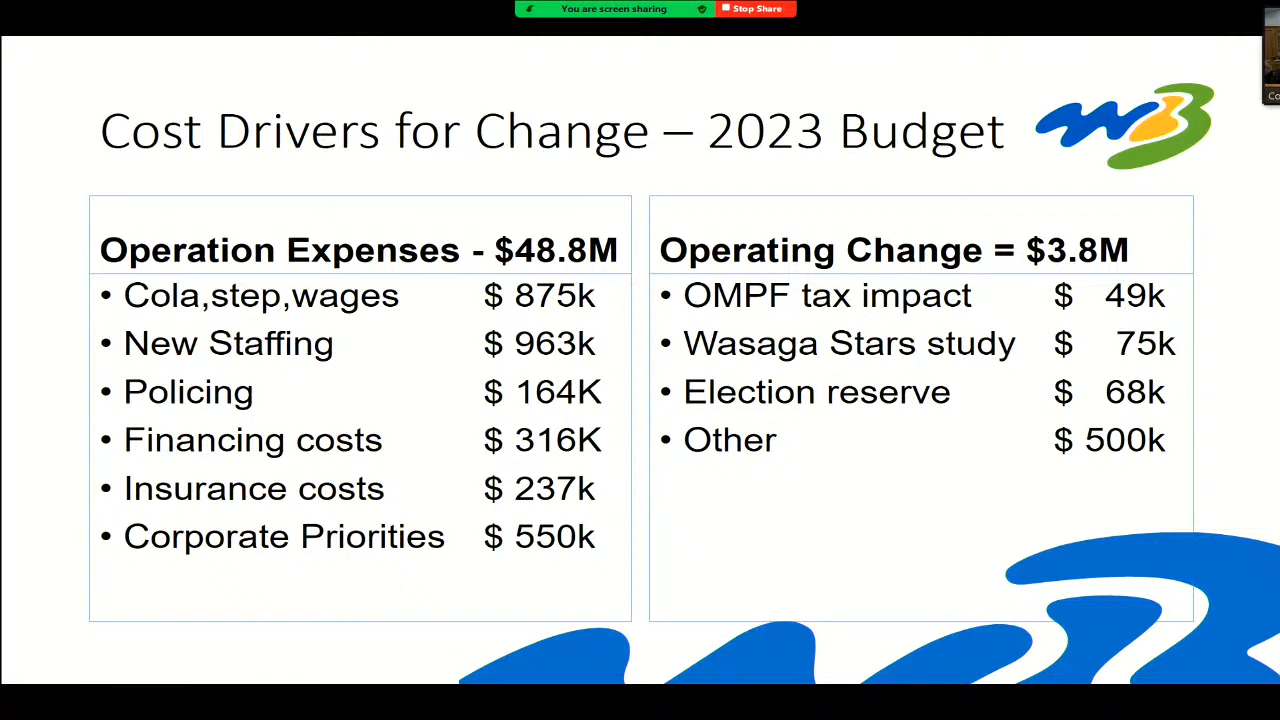 You are screen sharing Stop Share
Cost Drivers for Change – 2023 Budget
Operation Expenses - $48.8M
• Cola,step,wages $ 875k
• New Staffing $ 963k
• Policing $ 164K
• Financing costs $ 316K
• Insurance costs $ 237k
• Corporate Priorities $ 550k
Operating Change = $3.8M
• OMPF tax impact $ 49k
• Wasaga Stars study $ 75k
• Election reserve $ 68k
• Other $ 500k